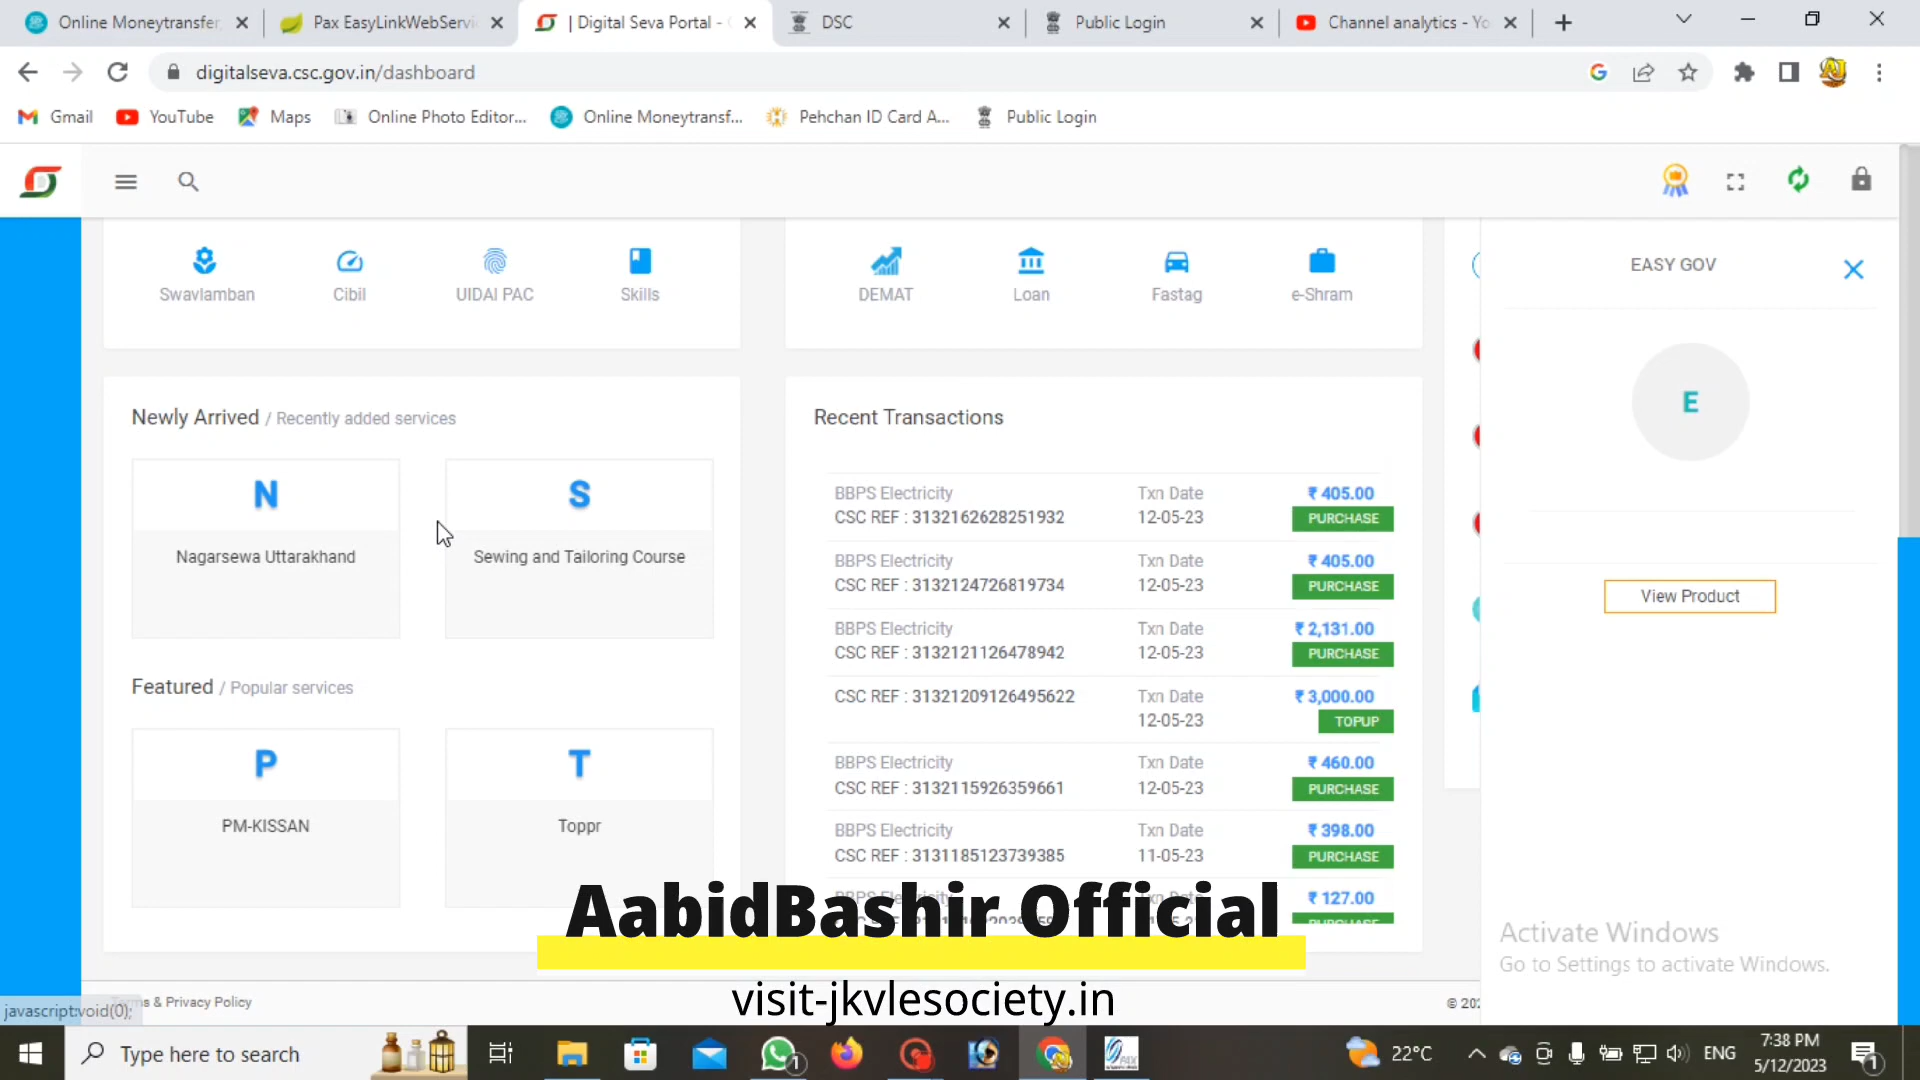 Online Moneytransfer
Pax EasyLinkWebServi
| Digital Seva Portal -
DSC
Public Login
Channel analytics - Yo
digitalseva.csc.gov.in/dashboard
Gmail
YouTube
Maps
Online Photo Editor...
Online Moneytransf...
Pehchan ID Card A...
Public Login
Swavlamban
Cibil
UIDAI PAC
Skills
DEMAT
Loan
Fastag
e-Shram
EASY GOV
E
View Product
Newly Arrived / Recently added services
N
Nagarsewa Uttarakhand
S
Sewing and Tailoring Course
Featured / Popular services
P
PM-KISSAN
T
Toppr
Recent Transactions
BBPS Electricity Txn Date ₹ 405.00
CSC REF : 3132162628251932 12-05-23 PURCHASE
BBPS Electricity Txn Date ₹ 405.00
CSC REF : 3132124726819734 12-05-23 PURCHASE
BBPS Electricity Txn Date ₹ 2,131.00
CSC REF : 3132121126478942 12-05-23 PURCHASE
CSC REF : 31321209126495622 Txn Date ₹ 3,000.00
12-05-23 TOPUP
BBPS Electricity Txn Date ₹ 460.00
CSC REF : 3132115926359661 12-05-23 PURCHASE
BBPS Electricity Txn Date ₹ 398.00
CSC REF : 3131185123739385 11-05-23 PURCHASE
₹ 127.00
PURCHASE
AabidBashir Official
visit-jkvlesociety.in
Activate Windows
Go to Settings to activate Windows.
& Privacy Policy
javascript:void(0);
Type here to search
1
22°C
ENG
7:38 PM
5/12/2023
1